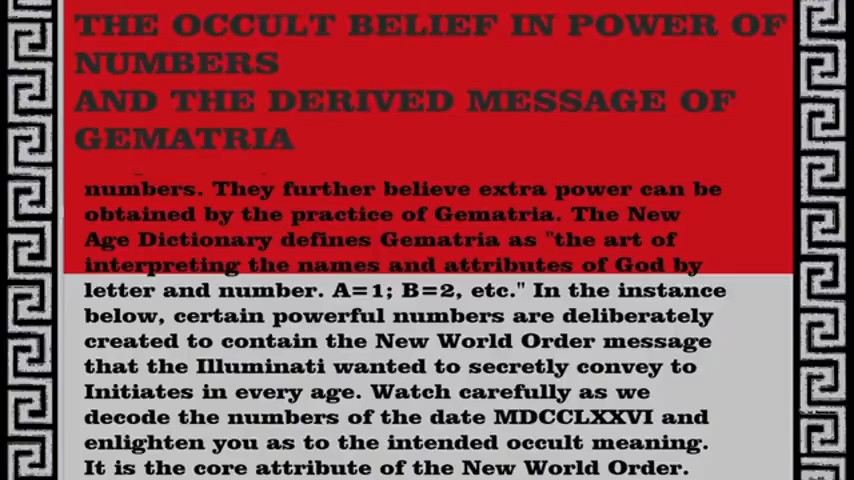 THE OCCULT BELIEF IN POWER OF
NUMBERS
AND THE DERIVED MESSAGE OF
GEMATRIA
numbers. They further believe extra power can be
obtained by the practice of Gematria. The New
Age Dictionary defines Gematria as "the art of
interpreting the names and attributes of God by
letter and number. A=1; B=2, etc." In the instance
below, certain powerful numbers are deliberately
created to contain the New World Order message
that the Illuminati wanted to secretly convey to
Initiates in every age. Watch carefully as we
decode the numbers of the date MDCCLXXVI and
enlighten you as to the intended occult meaning.
It is the core attribute of the New World Order.